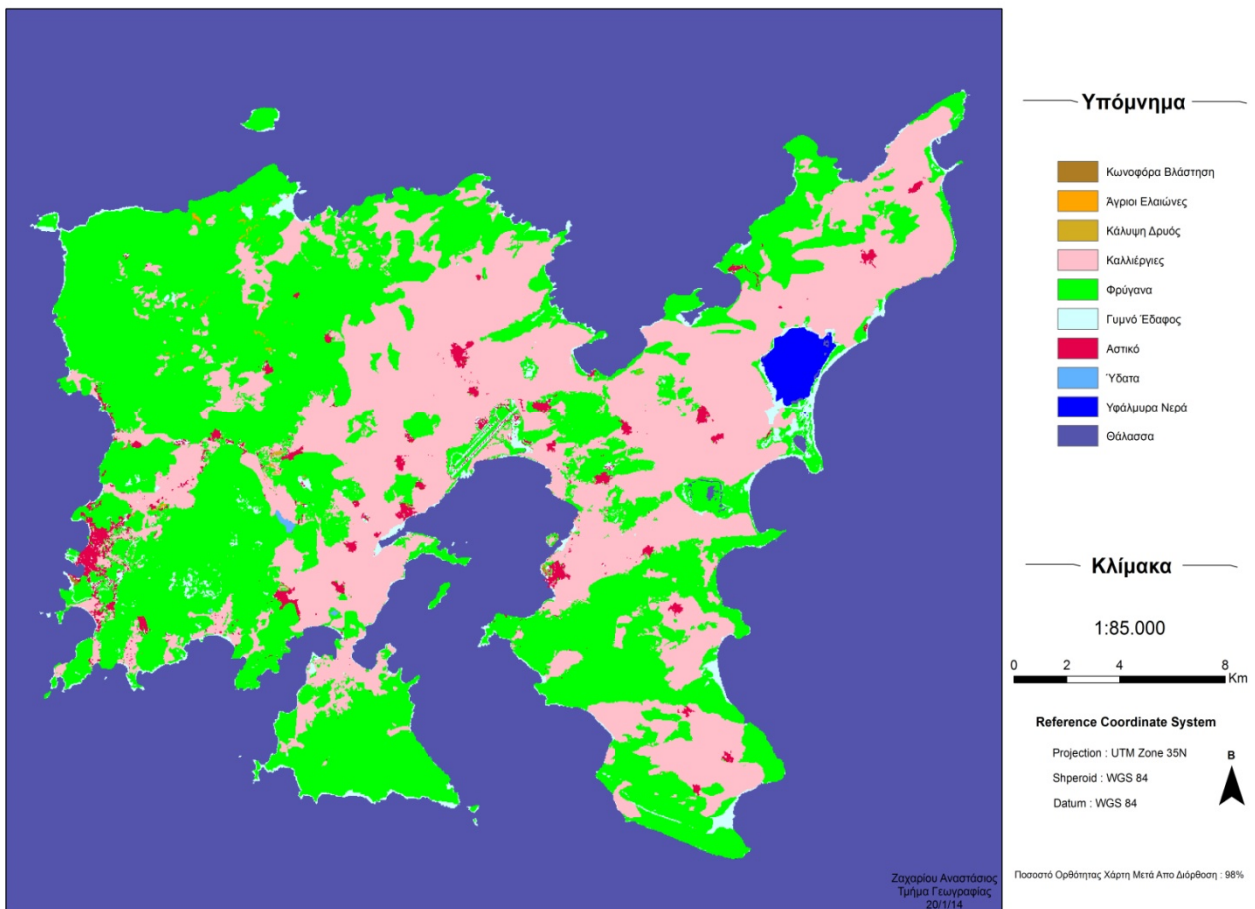 Υπόμνημα
Κωνοφόρα Βλάστηση
Άγριοι Ελαιώνες
Κάλυψη Δρυός
Καλλιέργιες
Φρύγανα
Γυμνό Έδαφος
Αστικό
Ύδατα
Υφάλμυρα Νερά
Θάλασσα
Κλίμακα
1:85.000
0 2 4 8
Km
Reference Coordinate System
Projection : UTM Zone 35N
Shperoid : WGS 84
Datum : WGS 84
Β
Ποσοστό Ορθότητας Χάρτη Μετά Απο Διόρθοση : 98%
Ζαχαρίου Αναστάσιος
Τμήμα Γεωγραφίας
20/1/14